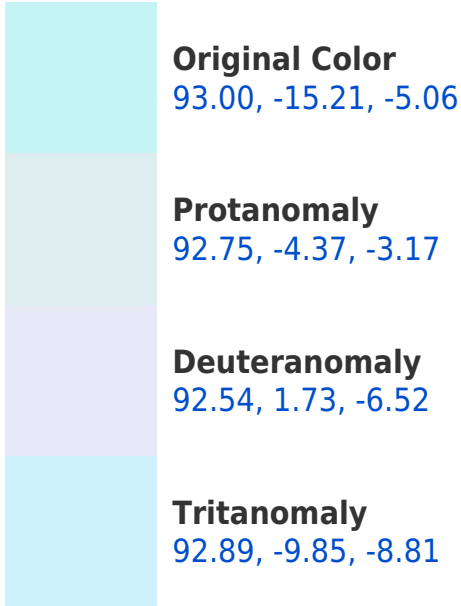 Original Color
93.00, -15.21, -5.06
Protanomaly
92.75, -4.37, -3.17
Deuteranomaly
92.54, 1.73, -6.52
Tritanomaly
92.89, -9.85, -8.81